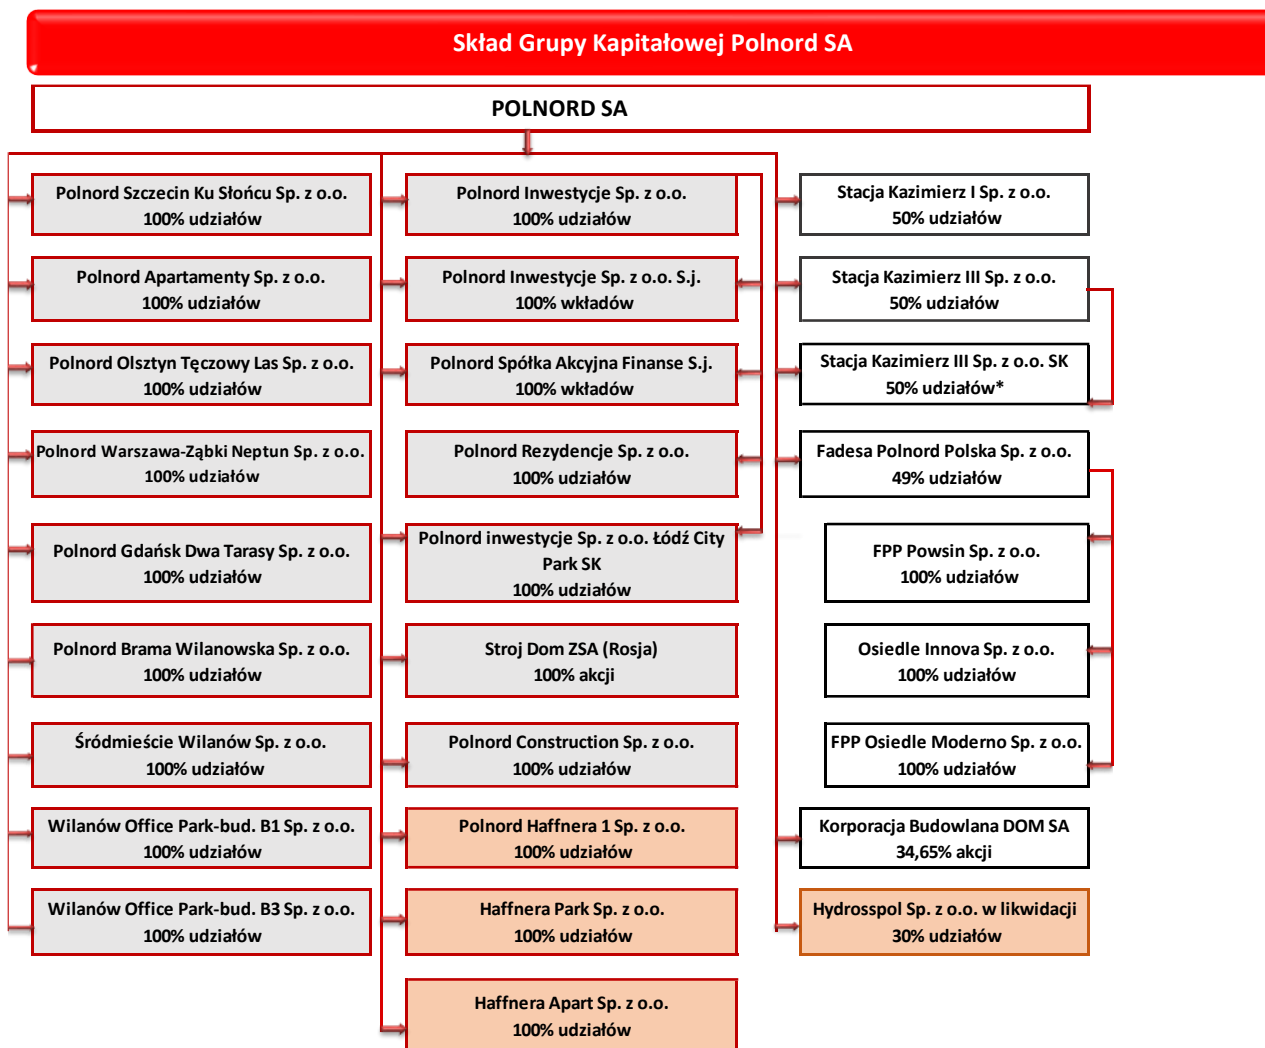 Skład Grupy Kapitałowej Polnord SA
POLNORD SA
Polnord Szczecin Ku Słońcu Sp. z o.o.
100% udziałów
Polnord Apartamenty Sp. z o.o.
100% udziałów
Polnord Olsztyn Tęczowy Las Sp. z o.o.
100% udziałów
Polnord Warszawa-Ząbki Neptun Sp. z o.o.
100% udziałów
Polnord Gdańsk Dwa Tarasy Sp. z o.o.
100% udziałów
Polnord Brama Wilanowska Sp. z o.o.
100% udziałów
Śródmieście Wilanów Sp. z o.o.
100% udziałów
Wilanów Office Park-bud. B1 Sp. z o.o.
100% udziałów
Wilanów Office Park-bud. B3 Sp. z o.o.
100% udziałów
Polnord Inwestycje Sp. z o.o.
100% udziałów
Polnord Inwestycje Sp. z o.o. S.j.
100% wkładów
Polnord Spółka Akcyjna Finanse S.j.
100% wkładów
Polnord Rezydencje Sp. z o.o.
100% udziałów
Polnord inwestycje Sp. z o.o. Łódź City
Park SK
100% udziałów
Stroj Dom ZSA (Rosja)
100% akcji
Polnord Construction Sp. z o.o.
100% udziałów
Polnord Haffnera 1 Sp. z o.o.
100% udziałów
Haffnera Park Sp. z o.o.
100% udziałów
Haffnera Apart Sp. z o.o.
100% udziałów
Stacja Kazimierz I Sp. z o.o.
50% udziałów
Stacja Kazimierz III Sp. z o.o.
50% udziałów
Stacja Kazimierz III Sp. z o.o. SK
50% udziałów*
Fadesa Polnord Polska Sp. z o.o.
49% udziałów
FPP Powsin Sp. z o.o.
100% udziałów
Osiedle Innova Sp. z o.o.
100% udziałów
FPP Osiedle Moderno Sp. z o.o.
100% udziałów
Korporacja Budowlana DOM SA
34,65% akcji
Hydrosspol Sp. z o.o. w likwidacji
30% udziałów